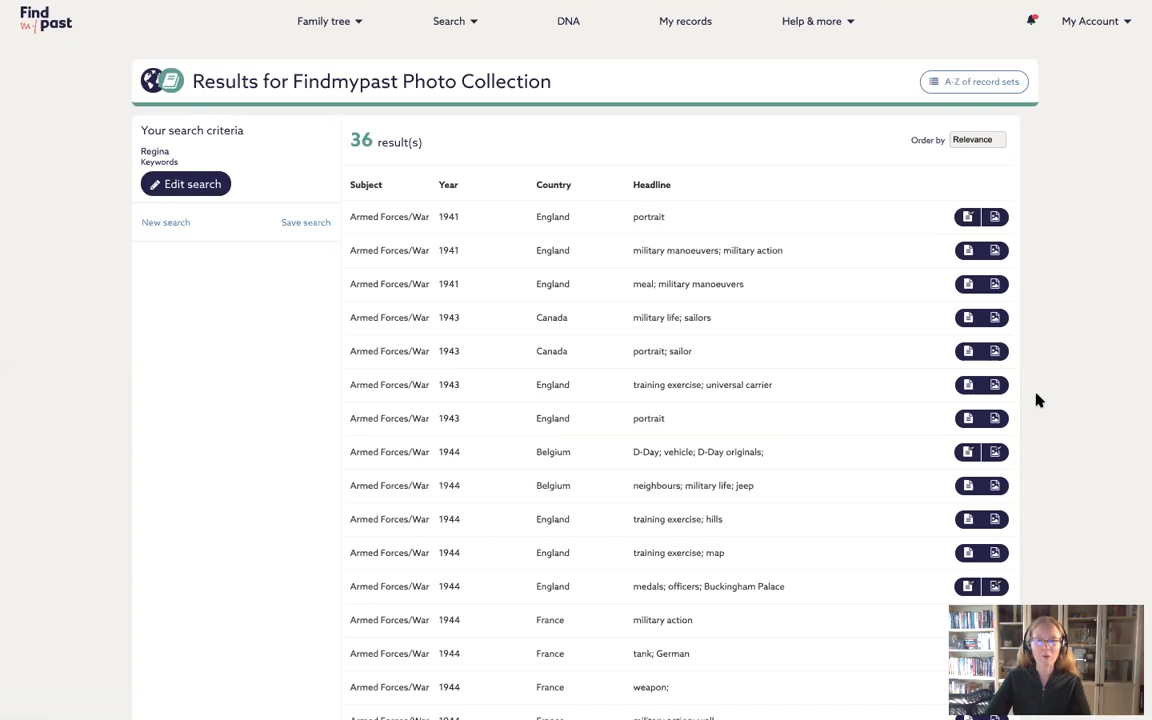 Find my past
Family tree Search DNA My records Help & more My Account
Results for Findmypast Photo Collection
A-Z of record sets
Your search criteria
Regina
Keywords
Edit search
New search Save search
36 result(s)
Order by Relevance
Subject Year Country Headline
Armed Forces/War 1941 England portrait
Armed Forces/War 1941 England military manoeuvers; military action
Armed Forces/War 1941 England meal; military manoeuvers
Armed Forces/War 1943 Canada military life; sailors
Armed Forces/War 1943 Canada portrait; sailor
Armed Forces/War 1943 England training exercise; universal carrier
Armed Forces/War 1943 England portrait
Armed Forces/War 1944 Belgium D-Day; vehicle; D-Day originals;
Armed Forces/War 1944 Belgium neighbours; military life; jeep
Armed Forces/War 1944 England training exercise; hills
Armed Forces/War 1944 England training exercise; map
Armed Forces/War 1944 England medals; officers; Buckingham Palace
Armed Forces/War 1944 France military action
Armed Forces/War 1944 France tank; German
Armed Forces/War 1944 France weapon;